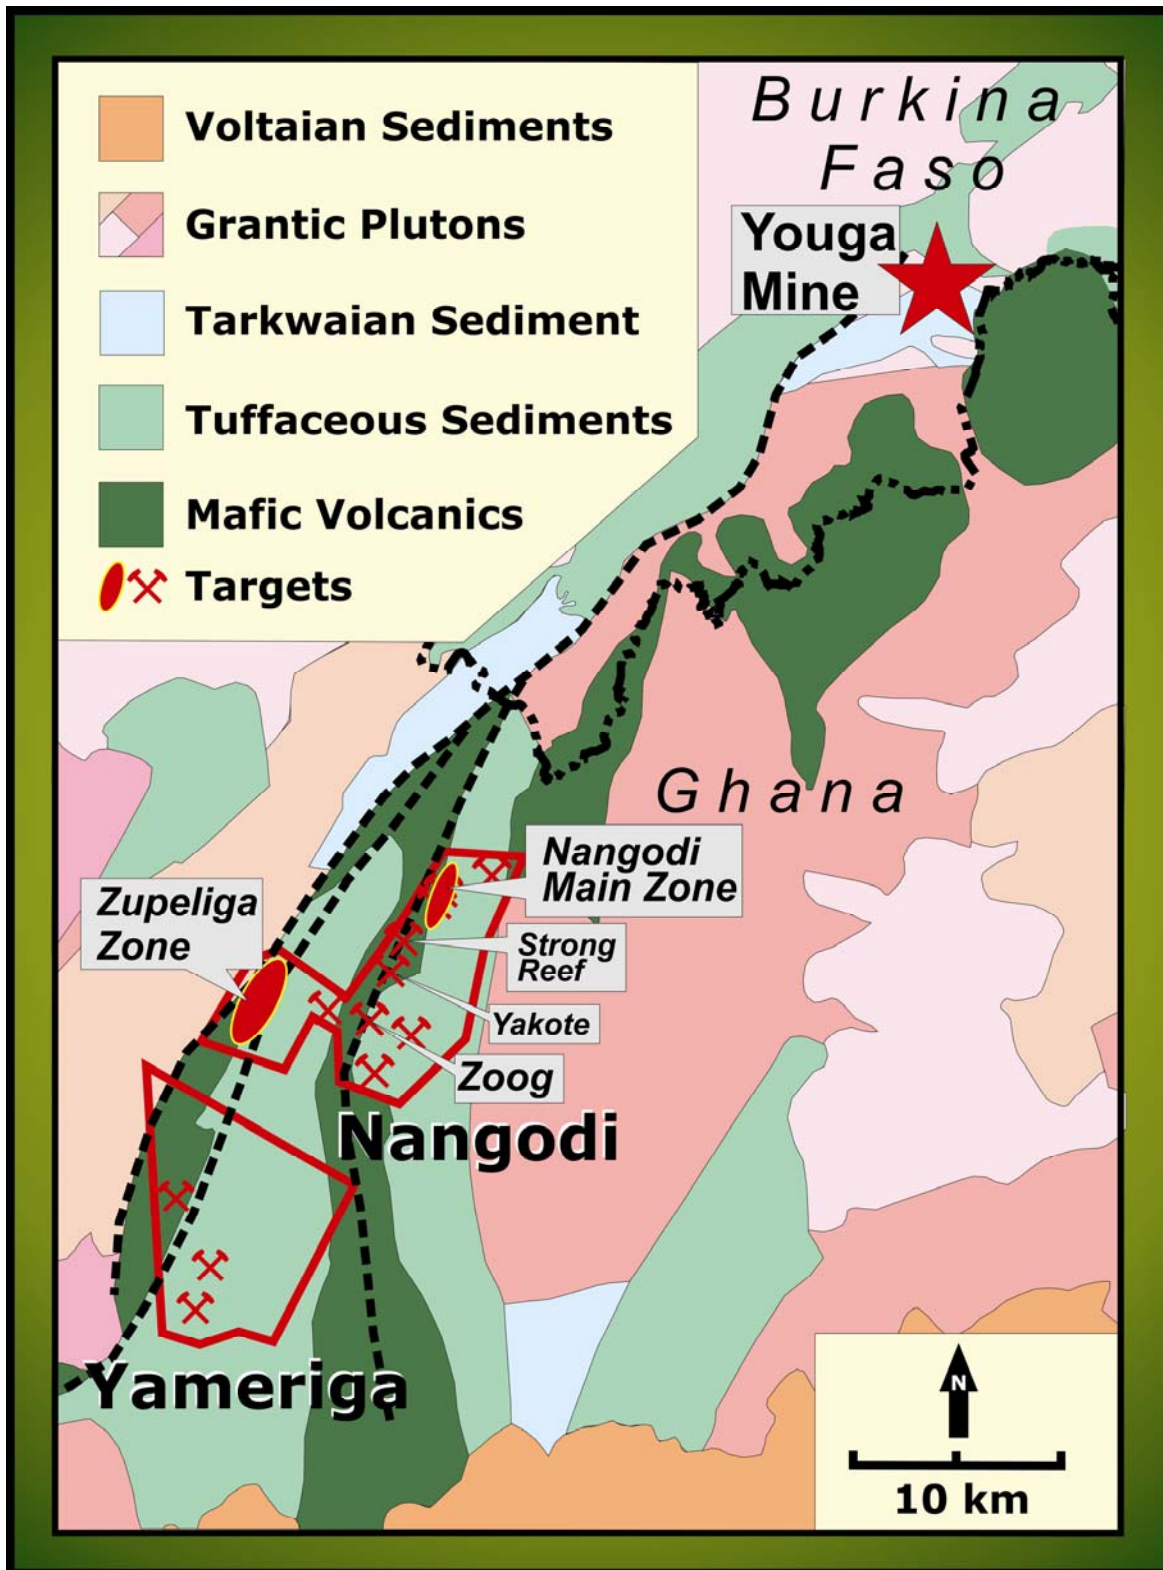 Voltaian Sediments
Grantic Plutons
Tarkwaian Sediment
Tuffaceous Sediments
Mafic Volcanics
Targets
Burkina
Faso
Youga
Mine
Ghana
Nangodi
Main Zone
Zupeliga
Zone
Strong
Reef
Yakote
Zoog
Nangodi
Yameriga
N
10 km